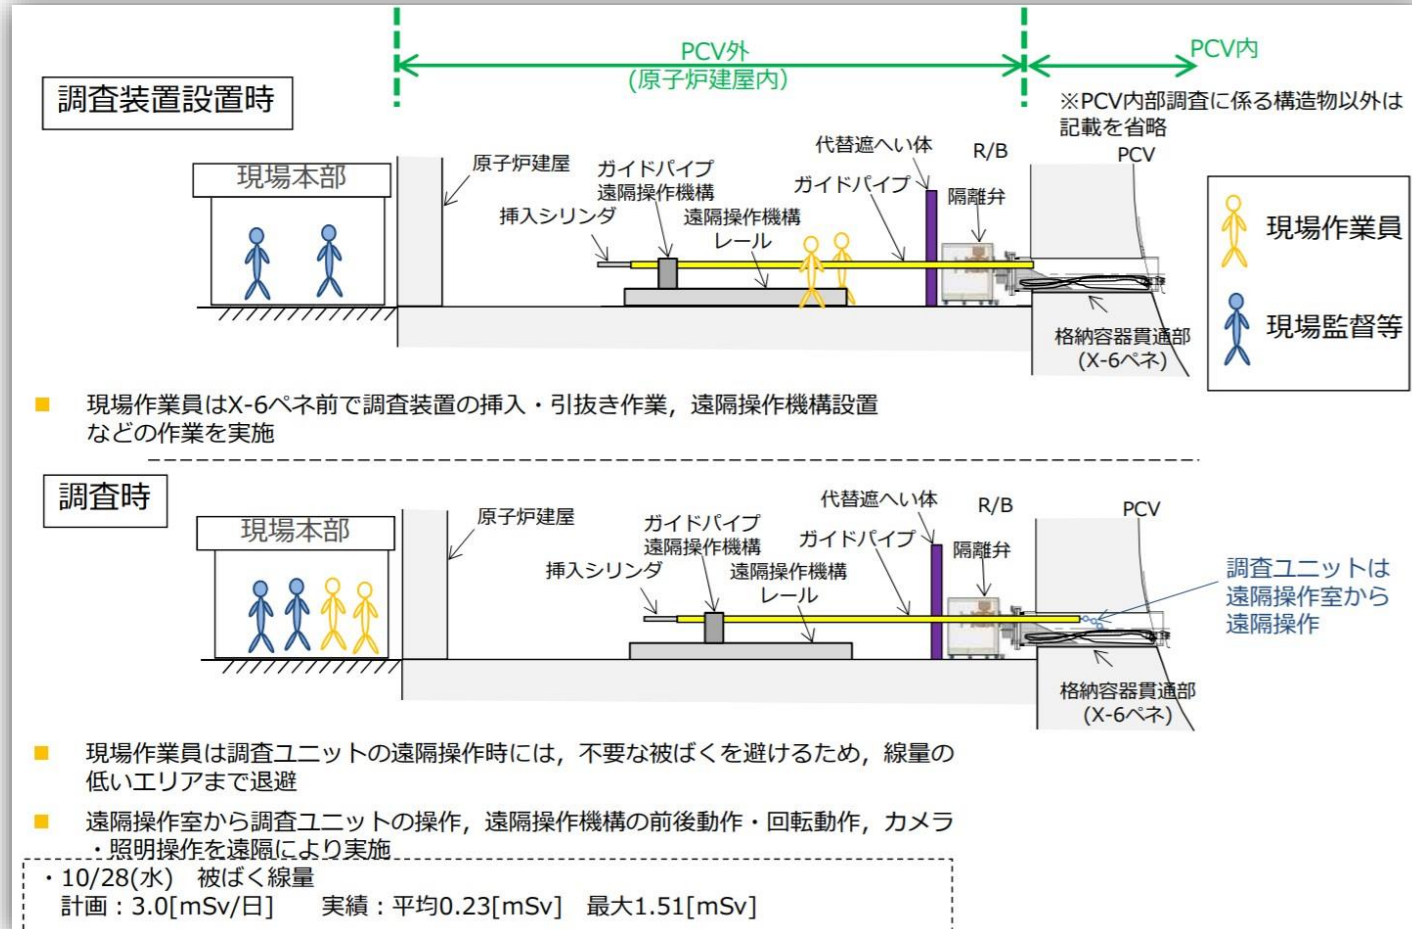 PCV外
(原子炉建屋内)
PCV内
調査装置設置時
※PCV内部調査に係る構造物以外は
記載を省略
代替遮へい体
R/B
PCV
現場本部
原子炉建屋
ガイドパイプ
遠隔操作機構
ガイドパイプ
隔離弁
挿入シリンダ
遠隔操作機構
レール
現場作業員
現場監督等
格納容器貫通部
(X-6ペネ)
■ 現場作業員はX-6ペネ前で調査装置の挿入・引抜き作業，遠隔操作機構設置
などの作業を実施
調査時
代替遮へい体
R/B
PCV
現場本部
原子炉建屋
ガイドパイプ
遠隔操作機構
ガイドパイプ
隔離弁
挿入シリンダ
遠隔操作機構
レール
調査ユニットは
遠隔操作室から
遠隔操作
格納容器貫通部
(X-6ペネ)
■ 現場作業員は調査ユニットの遠隔操作時には，不要な被ばくを避けるため，線量の
低いエリアまで退避
■ 遠隔操作室から調査ユニットの操作，遠隔操作機構の前後動作・回転動作，カメラ
・照明操作を遠隔により実施
・10/28(水) 被ばく線量
計画：3.0[mSv/日] 実績：平均0.23[mSv] 最大1.51[mSv]